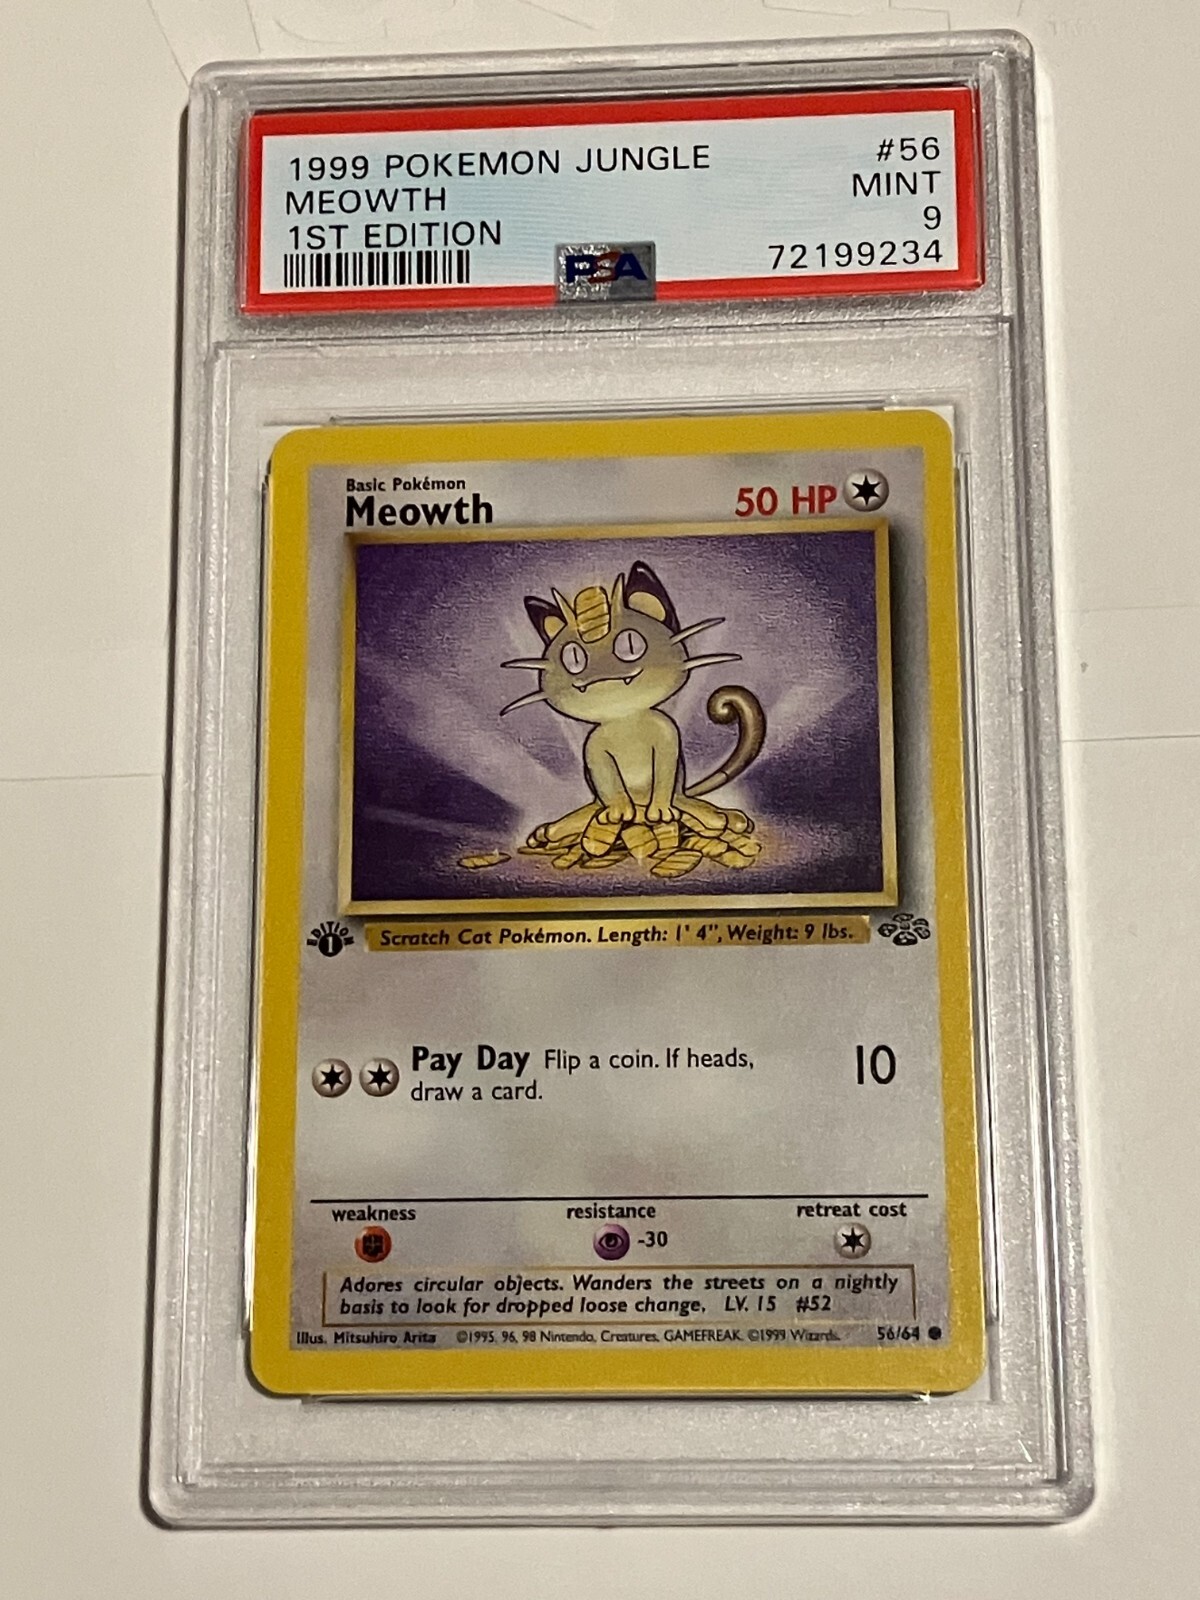 1999 POKEMON JUNGLE #56
MEOWTH MINT
1ST EDITION 9
PSA 72199234
Basic Pokémon
Meowth 50 HP
EDITION 1
Scratch Cat Pokémon. Length: 1' 4", Weight: 9 lbs.
Pay Day Flip a coin. If heads, 10
draw a card.
weakness resistance retreat cost
-30
Adores circular objects. Wanders the streets on a nightly
basis to look for dropped loose change. LV. 15 #52
Illus. Mitsuhiro Arita ©1995, 96, 98 Nintendo, Creatures, GAMEFREAK. ©1999 Wizards. 56/64